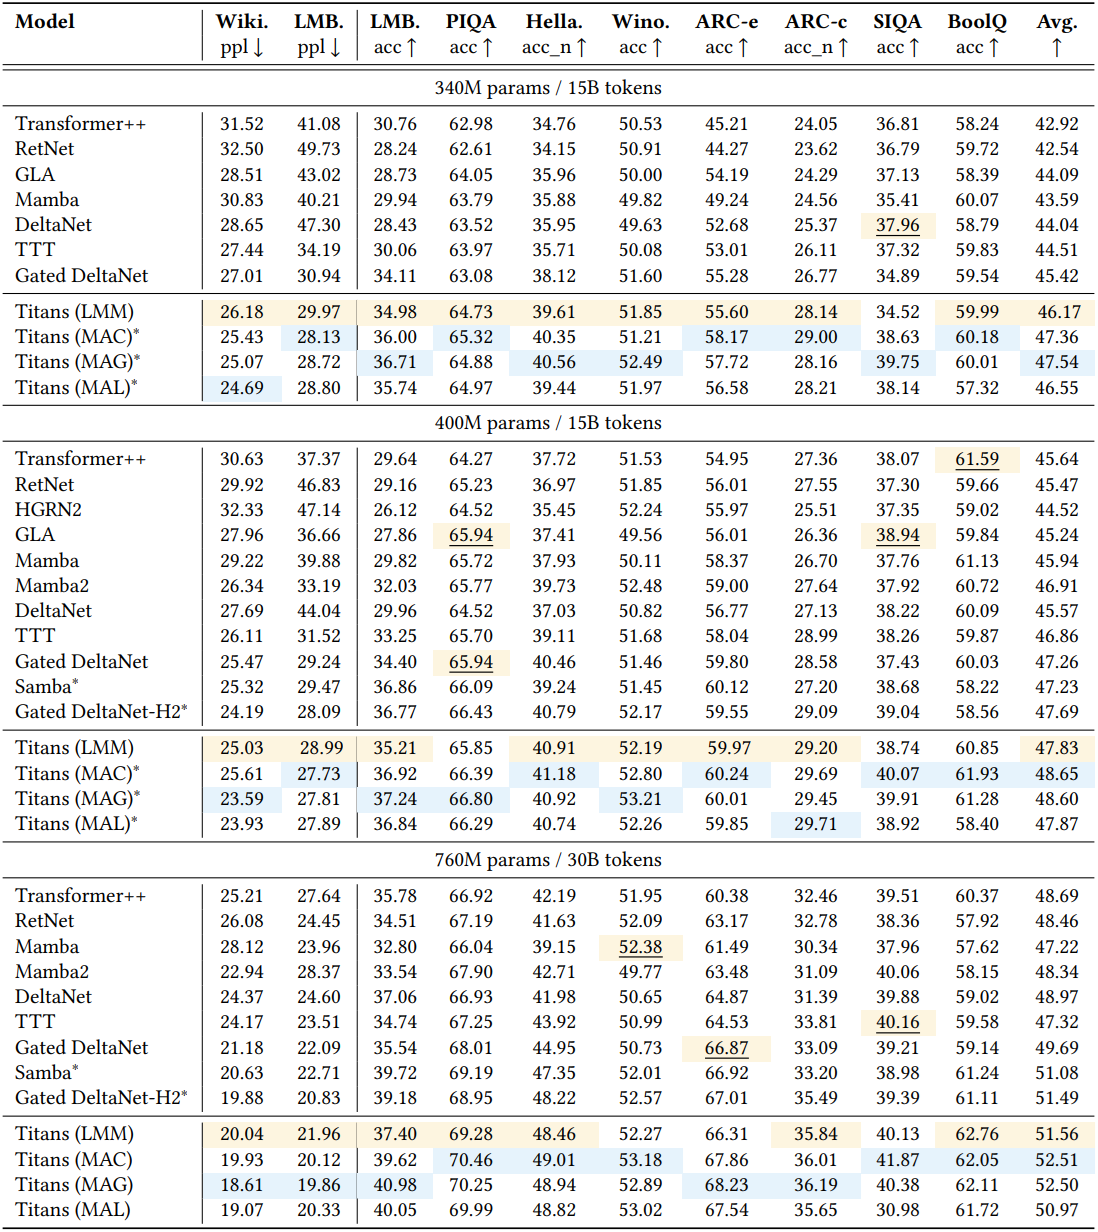 Model Wiki. LMB. LMB. PIQA Hella. Wino. ARC-e ARC-c SIQA BoolQ Avg.
ppl ↓ ppl ↓ acc ↑ acc ↑ acc_n ↑ acc ↑ acc ↑ acc_n ↑ acc ↑ acc ↑ ↑
340M params / 15B tokens
Transformer++ 31.52 41.08 30.76 62.98 34.76 50.53 45.21 24.05 36.81 58.24 42.92
RetNet 32.50 49.73 28.24 62.61 34.15 50.91 44.27 23.62 36.79 59.72 42.54
GLA 28.51 43.02 28.73 64.05 35.96 50.00 54.19 24.29 37.13 58.39 44.09
Mamba 30.83 40.21 29.94 63.79 35.88 49.82 49.24 24.56 35.41 60.07 43.59
DeltaNet 28.65 47.30 28.43 63.52 35.95 49.63 52.68 25.37 37.96 58.79 44.04
TTT 27.44 34.19 30.06 63.97 35.71 50.08 53.01 26.11 37.32 59.83 44.51
Gated DeltaNet 27.01 30.94 34.11 63.08 38.12 51.60 55.28 26.77 34.89 59.54 45.42
Titans (LMM) 26.18 29.97 34.98 64.73 39.61 51.85 55.60 28.14 34.52 59.99 46.17
Titans (MAC)* 25.43 28.13 36.00 65.32 40.35 51.21 58.17 29.00 38.63 60.18 47.36
Titans (MAG)* 25.07 28.72 36.71 64.88 40.56 52.49 57.72 28.16 39.75 60.01 47.54
Titans (MAL)* 24.69 28.80 35.74 64.97 39.44 51.97 56.58 28.21 38.14 57.32 46.55
400M params / 15B tokens
Transformer++ 30.63 37.37 29.64 64.27 37.72 51.53 54.95 27.36 38.07 61.59 45.64
RetNet 29.92 46.83 29.16 65.23 36.97 51.85 56.01 27.55 37.30 59.66 45.47
HGRN2 32.33 47.14 26.12 64.52 35.45 52.24 55.97 25.51 37.35 59.02 44.52
GLA 27.96 36.66 27.86 65.94 37.41 49.56 56.01 26.36 38.94 59.84 45.24
Mamba 29.22 39.88 29.82 65.72 37.93 50.11 58.37 26.70 37.76 61.13 45.94
Mamba2 26.34 33.19 32.03 65.77 39.73 52.48 59.00 27.64 37.92 60.72 46.91
DeltaNet 27.69 44.04 29.96 64.52 37.03 50.82 56.77 27.13 38.22 60.09 45.57
TTT 26.11 31.52 33.25 65.70 39.11 51.68 58.04 28.99 38.26 59.87 46.86
Gated DeltaNet 25.47 29.24 34.40 65.94 40.46 51.46 59.80 28.58 37.43 60.03 47.26
Samba* 25.32 29.47 36.86 66.09 39.24 51.45 60.12 27.20 38.68 58.22 47.23
Gated DeltaNet-H2* 24.19 28.09 36.77 66.43 40.79 52.17 59.55 29.09 39.04 58.56 47.69
Titans (LMM) 25.03 28.99 35.21 65.85 40.91 52.19 59.97 29.20 38.74 60.85 47.83
Titans (MAC)* 25.61 27.73 36.92 66.39 41.18 52.80 60.24 29.69 40.07 61.93 48.65
Titans (MAG)* 23.59 27.81 37.24 66.80 40.92 53.21 60.01 29.45 39.91 61.28 48.60
Titans (MAL)* 23.93 27.89 36.84 66.29 40.74 52.26 59.85 29.71 38.92 58.40 47.87
760M params / 30B tokens
Transformer++ 25.21 27.64 35.78 66.92 42.19 51.95 60.38 32.46 39.51 60.37 48.69
RetNet 26.08 24.45 34.51 67.19 41.63 52.09 63.17 32.78 38.36 57.92 48.46
Mamba 28.12 23.96 32.80 66.04 39.15 52.38 61.49 30.34 37.96 57.62 47.22
Mamba2 22.94 28.37 33.54 67.90 42.71 49.77 63.48 31.09 40.06 58.15 48.34
DeltaNet 24.37 24.60 37.06 66.93 41.98 50.65 64.87 31.39 39.88 59.02 48.97
TTT 24.17 23.51 34.74 67.25 43.92 50.99 64.53 33.81 40.16 59.58 47.32
Gated DeltaNet 21.18 22.09 35.54 68.01 44.95 50.73 66.87 33.09 39.21 59.14 49.69
Samba* 20.63 22.71 39.72 69.19 47.35 52.01 66.92 33.20 38.98 61.24 51.08
Gated DeltaNet-H2* 19.88 20.83 39.18 68.95 48.22 52.57 67.01 35.49 39.39 61.11 51.49
Titans (LMM) 20.04 21.96 37.40 69.28 48.46 52.27 66.31 35.84 40.13 62.76 51.56
Titans (MAC) 19.93 20.12 39.62 70.46 49.01 53.18 67.86 36.01 41.87 62.05 52.51
Titans (MAG) 18.61 19.86 40.98 70.25 48.94 52.89 68.23 36.19 40.38 62.11 52.50
Titans (MAL) 19.07 20.33 40.05 69.99 48.82 53.02 67.54 35.65 30.98 61.72 50.97